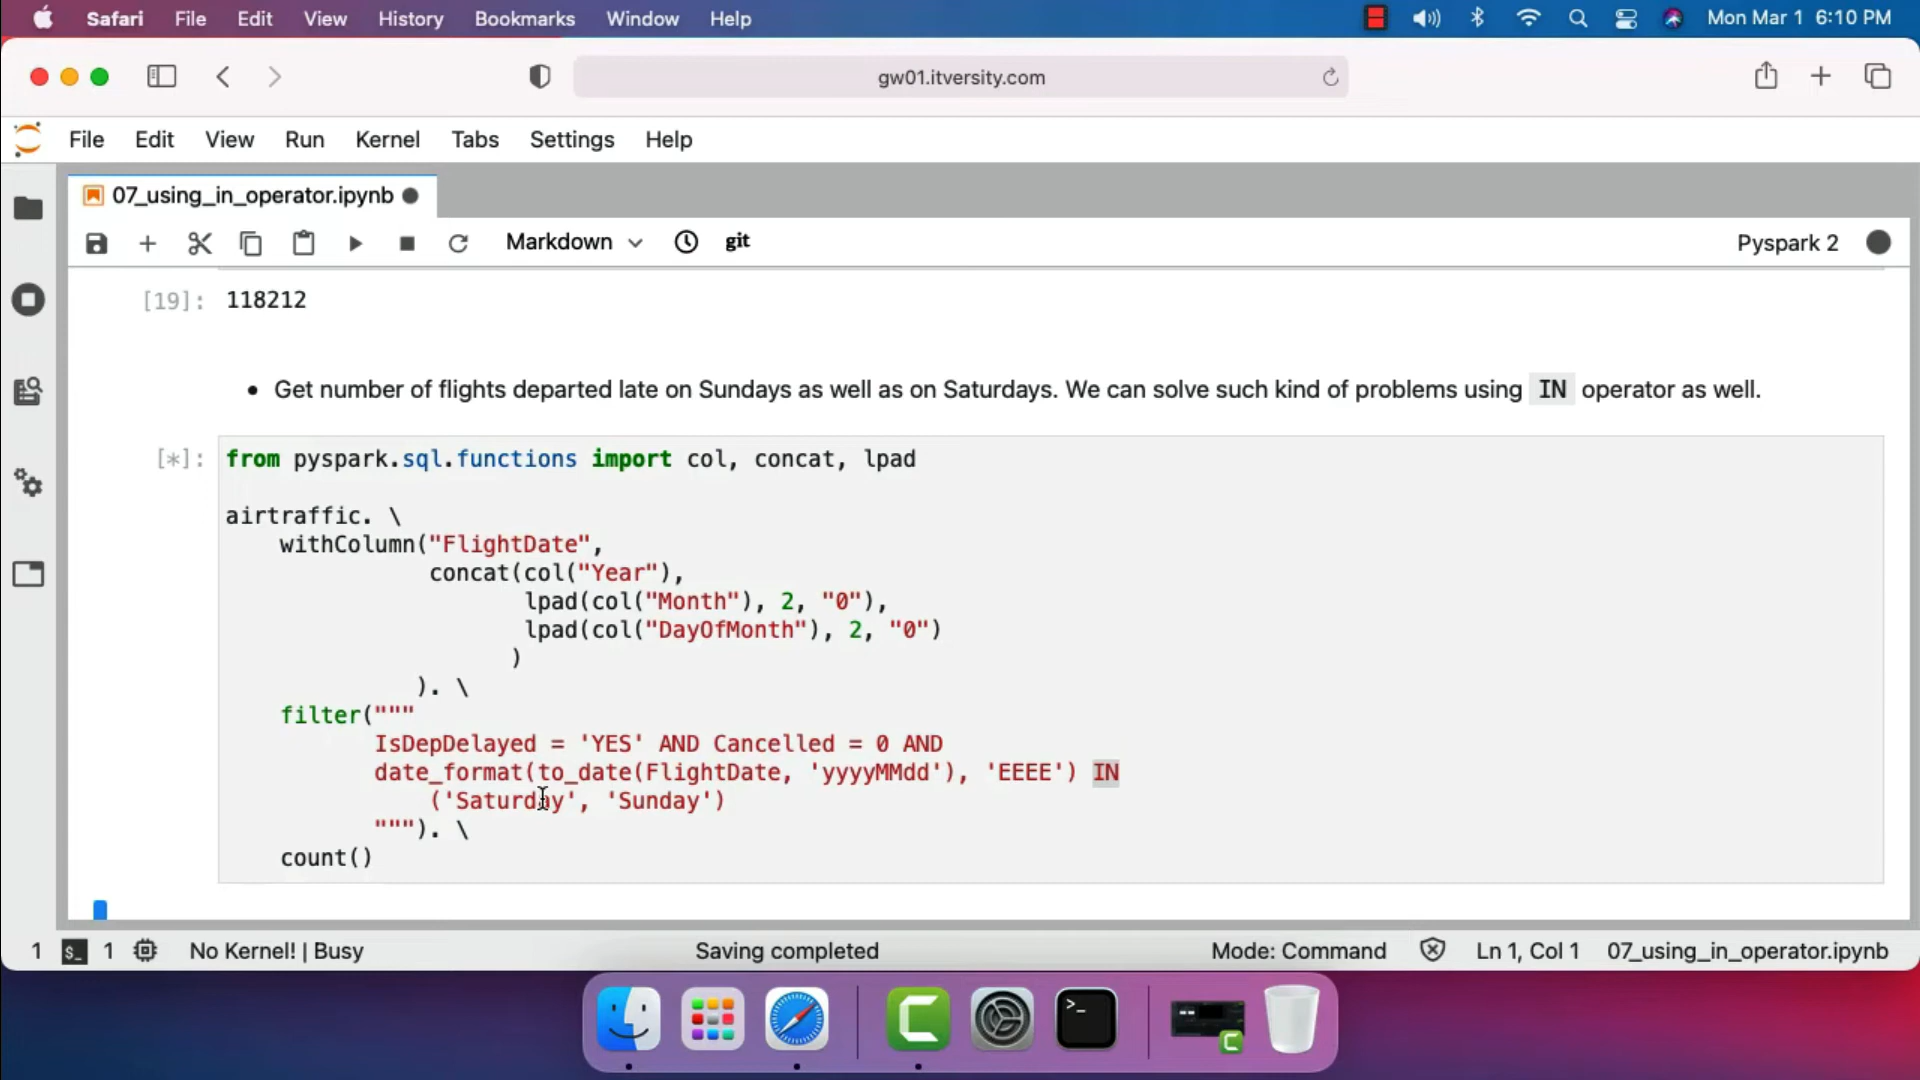 Safari File Edit View History Bookmarks Window Help Mon Mar 1 6:10 PM
gw01.itversity.com
File Edit View Run Kernel Tabs Settings Help
07_using_in_operator.ipynb
Markdown git Pyspark 2
[19]: 118212
• Get number of flights departed late on Sundays as well as on Saturdays. We can solve such kind of problems using IN operator as well.
[*]: from pyspark.sql.functions import col, concat, lpad
airtraffic. \
withColumn("FlightDate",
concat(col("Year"),
lpad(col("Month"), 2, "0"),
lpad(col("DayOfMonth"), 2, "0")
)
). \
filter("""
IsDepDelayed = 'YES' AND Cancelled = 0 AND
date_format(to_date(FlightDate, 'yyyyMMdd'), 'EEEE') IN
('Saturday', 'Sunday')
"""). \
count()
1 $_ 1 No Kernel! | Busy Saving completed Mode: Command Ln 1, Col 1 07_using_in_operator.ipynb
>_